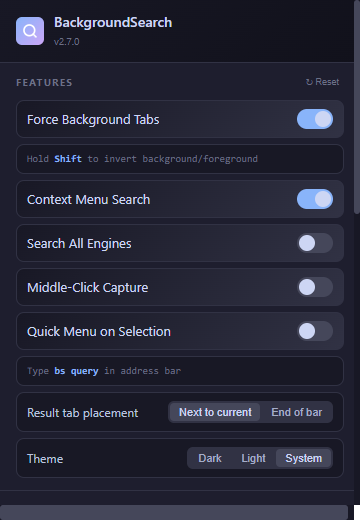 BackgroundSearch
v2.7.0
FEATURES
↻ Reset
Force Background Tabs
Hold Shift to invert background/foreground
Context Menu Search
Search All Engines
Middle-Click Capture
Quick Menu on Selection
Type bs query in address bar
Result tab placement
Next to current
End of bar
Theme
Dark
Light
System